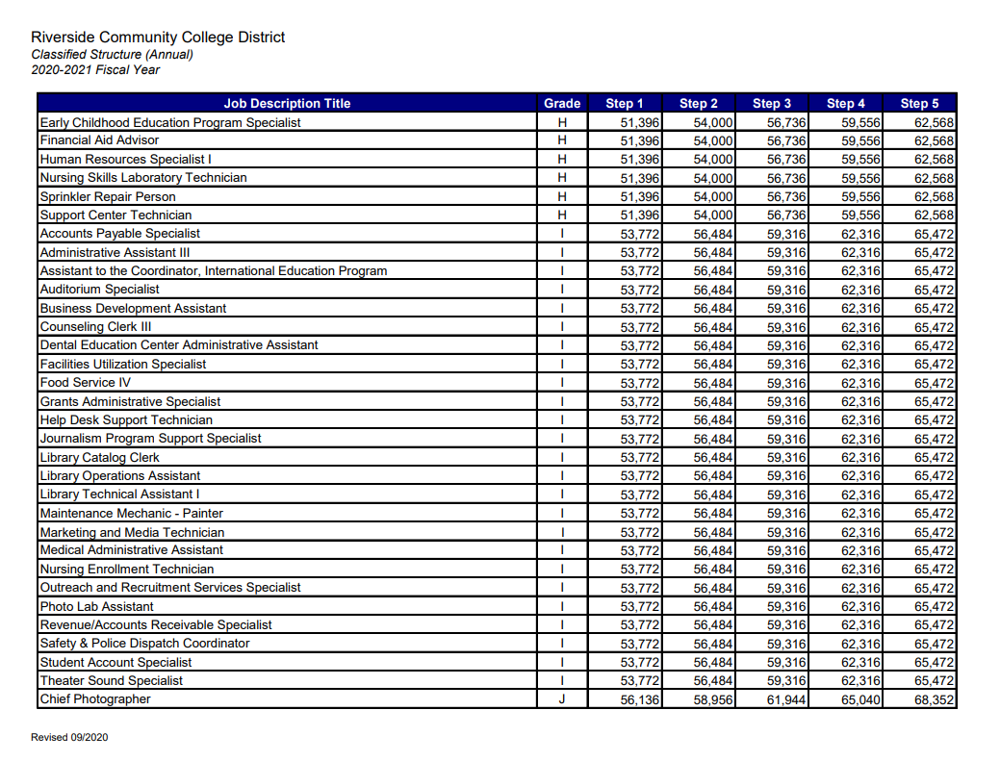 Riverside Community College District
Classified Structure (Annual)
2020-2021 Fiscal Year
Job Description Title Grade Step 1 Step 2 Step 3 Step 4 Step 5
Early Childhood Education Program Specialist H 51,396 54,000 56,736 59,556 62,568
Financial Aid Advisor H 51,396 54,000 56,736 59,556 62,568
Human Resources Specialist I H 51,396 54,000 56,736 59,556 62,568
Nursing Skills Laboratory Technician H 51,396 54,000 56,736 59,556 62,568
Sprinkler Repair Person H 51,396 54,000 56,736 59,556 62,568
Support Center Technician H 51,396 54,000 56,736 59,556 62,568
Accounts Payable Specialist I 53,772 56,484 59,316 62,316 65,472
Administrative Assistant III I 53,772 56,484 59,316 62,316 65,472
Assistant to the Coordinator, International Education Program I 53,772 56,484 59,316 62,316 65,472
Auditorium Specialist I 53,772 56,484 59,316 62,316 65,472
Business Development Assistant I 53,772 56,484 59,316 62,316 65,472
Counseling Clerk III I 53,772 56,484 59,316 62,316 65,472
Dental Education Center Administrative Assistant I 53,772 56,484 59,316 62,316 65,472
Facilities Utilization Specialist I 53,772 56,484 59,316 62,316 65,472
Food Service IV I 53,772 56,484 59,316 62,316 65,472
Grants Administrative Specialist I 53,772 56,484 59,316 62,316 65,472
Help Desk Support Technician I 53,772 56,484 59,316 62,316 65,472
Journalism Program Support Specialist I 53,772 56,484 59,316 62,316 65,472
Library Catalog Clerk I 53,772 56,484 59,316 62,316 65,472
Library Operations Assistant I 53,772 56,484 59,316 62,316 65,472
Library Technical Assistant I I 53,772 56,484 59,316 62,316 65,472
Maintenance Mechanic - Painter I 53,772 56,484 59,316 62,316 65,472
Marketing and Media Technician I 53,772 56,484 59,316 62,316 65,472
Medical Administrative Assistant I 53,772 56,484 59,316 62,316 65,472
Nursing Enrollment Technician I 53,772 56,484 59,316 62,316 65,472
Outreach and Recruitment Services Specialist I 53,772 56,484 59,316 62,316 65,472
Photo Lab Assistant I 53,772 56,484 59,316 62,316 65,472
Revenue/Accounts Receivable Specialist I 53,772 56,484 59,316 62,316 65,472
Safety & Police Dispatch Coordinator I 53,772 56,484 59,316 62,316 65,472
Student Account Specialist I 53,772 56,484 59,316 62,316 65,472
Theater Sound Specialist I 53,772 56,484 59,316 62,316 65,472
Chief Photographer J 56,136 58,956 61,944 65,040 68,352
Revised 09/2020